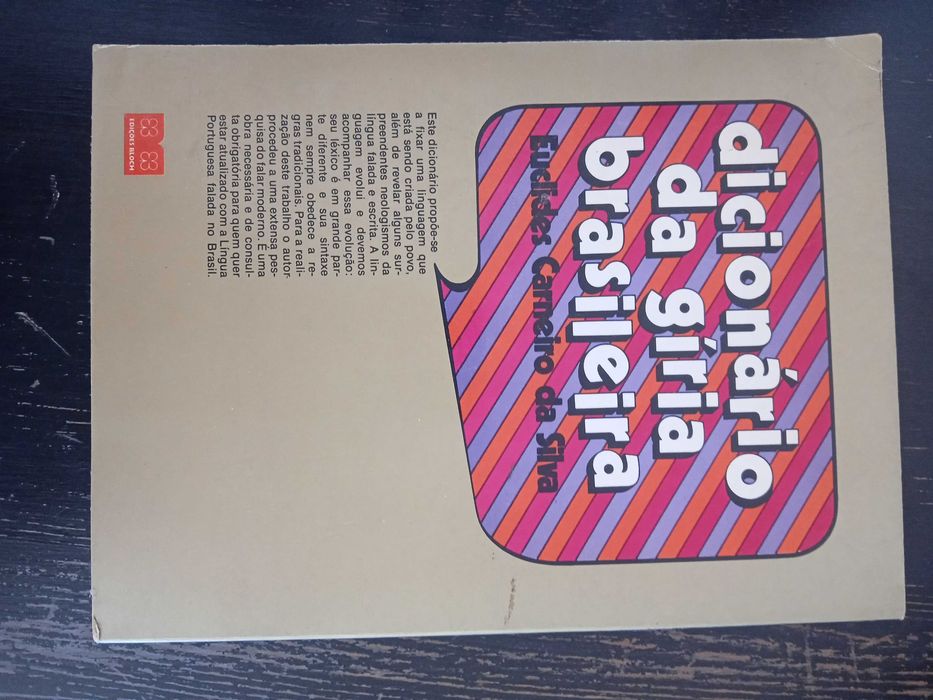 dicionário
da gíria
brasileira
Euclides Carneiro da Silva
Este dicionário propõe-se
a fixar uma linguagem que
está sendo criada pelo povo,
além de revelar alguns sur-
preendentes neologismos da
língua falada e escrita. A lin-
guagem evolui e devemos
acompanhar essa evolução:
seu léxico é em grande par-
te diferente e sua sintaxe
nem sempre obedece a re-
gras tradicionais. Para a reali-
zação deste trabalho o autor
procedeu a uma extensa pes-
quisa do falar moderno. É uma
obra necessária e de consul-
ta obrigatória para quem quer
estar atualizado com a Língua
Portuguesa falada no Brasil.
EDIÇÕES BLOCH